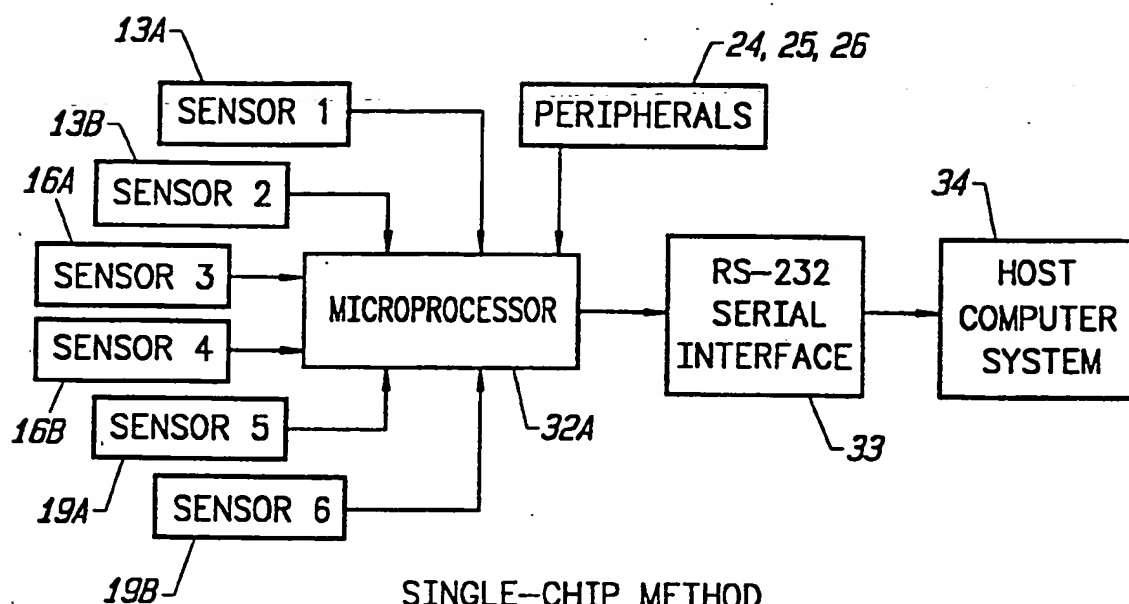 13A
SENSOR 1
24, 25, 26
PERIPHERALS
13B
SENSOR 2
16A
SENSOR 3
SENSOR 4
16B
SENSOR 5
19A
SENSOR 6
19B
MICROPROCESSOR
32A
RS-232
SERIAL
INTERFACE
33
34
HOST
COMPUTER
SYSTEM
SINGLE-CHIP METHOD